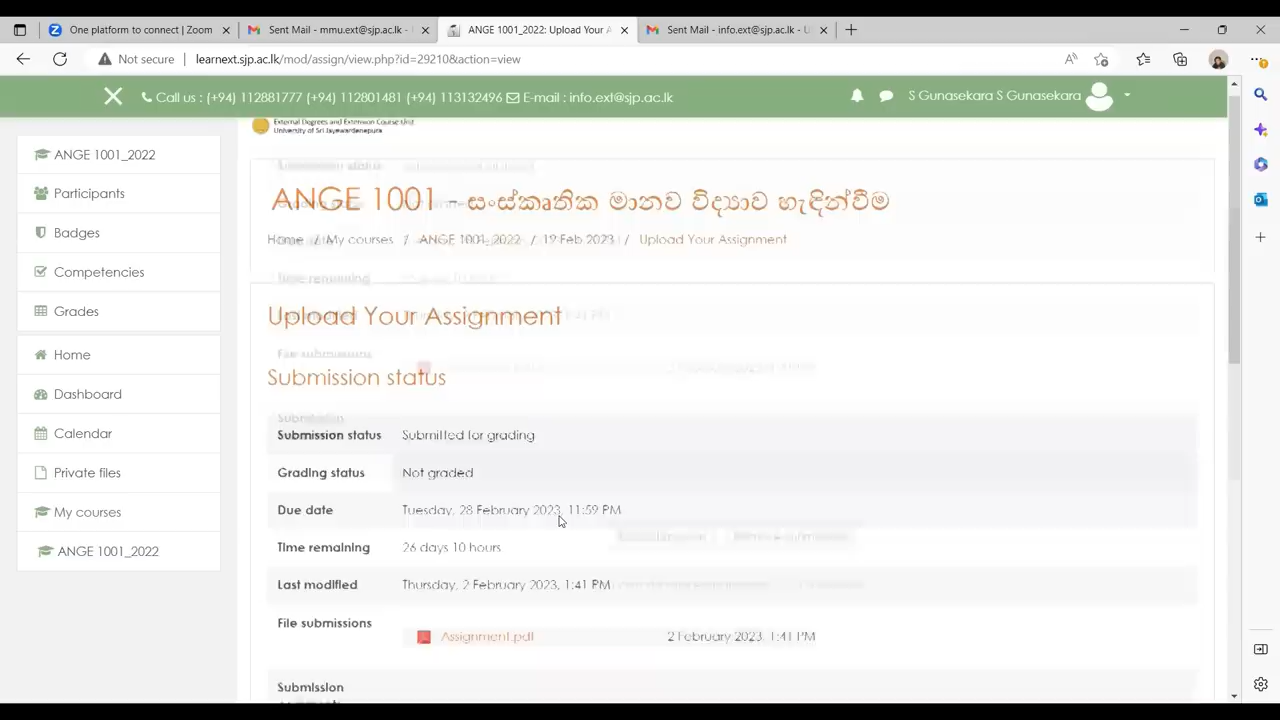 One platform to connect | Zoom
Sent Mail - mmu.ext@sjp.ac.lk -
ANGE 1001_2022: Upload Your A
Sent Mail - info.ext@sjp.ac.lk - U
Not secure
learnext.sjp.ac.lk/mod/assign/view.php?id=29210&action=view
Call us : (+94) 112881777 (+94) 112801481 (+94) 113132496 E-mail : info.ext@sjp.ac.lk
S Gunasekara S Gunasekara
External Degrees and Extension Course Unit
University of Sri Jayewardenepura
ANGE 1001_2022
Participants
Badges
Competencies
Grades
Home
Dashboard
Calendar
Private files
My courses
ANGE 1001_2022
ANGE 1001 - සංස්කෘතික මානව විද්‍යාව හැඳින්වීම
Home / My courses / ANGE 1001_2022 / 19 Feb 2023 / Upload Your Assignment
Upload Your Assignment
Submission status
Submission status Submitted for grading
Grading status Not graded
Due date Tuesday, 28 February 2023, 11:59 PM
Time remaining 26 days 10 hours
Last modified Thursday, 2 February 2023, 1:41 PM
File submissions
Assignment.pdf 2 February 2023, 1:41 PM
Submission